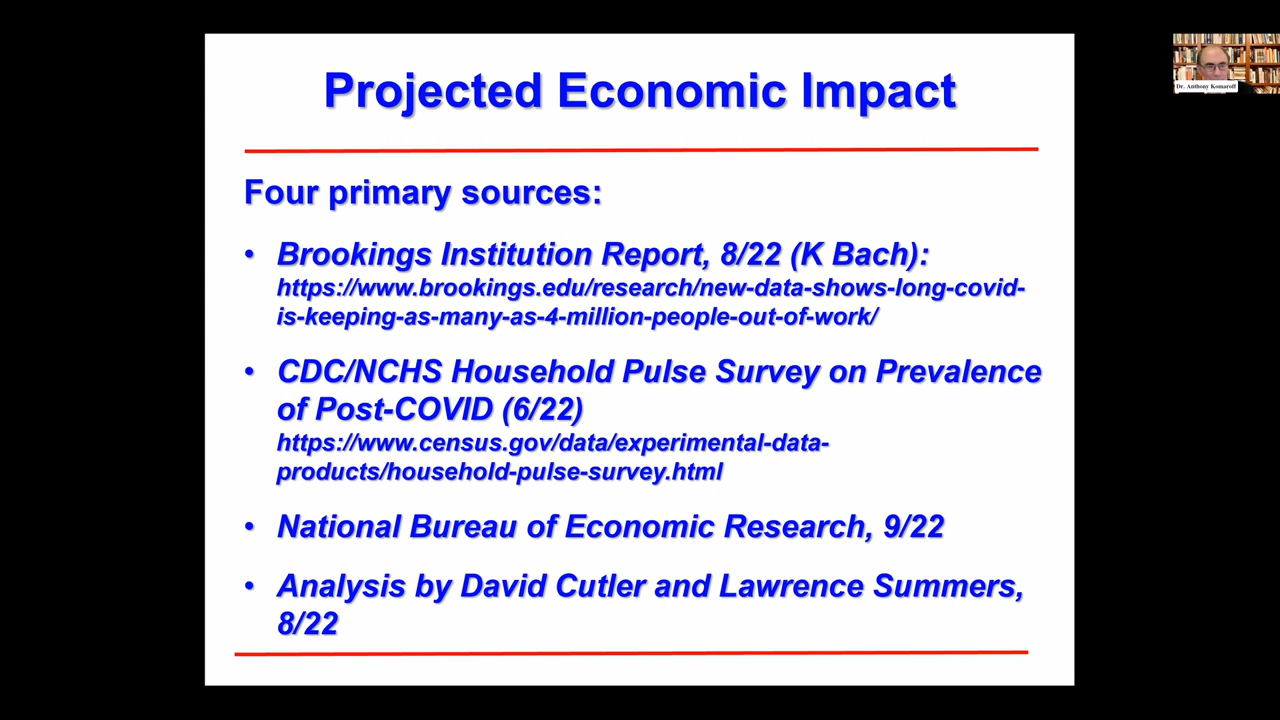 Projected Economic Impact
Dr. Anthony Komaroff
Four primary sources:
• Brookings Institution Report, 8/22 (K Bach):
https://www.brookings.edu/research/new-data-shows-long-covid-
is-keeping-as-many-as-4-million-people-out-of-work/
• CDC/NCHS Household Pulse Survey on Prevalence
of Post-COVID (6/22)
https://www.census.gov/data/experimental-data-
products/household-pulse-survey.html
• National Bureau of Economic Research, 9/22
• Analysis by David Cutler and Lawrence Summers,
8/22